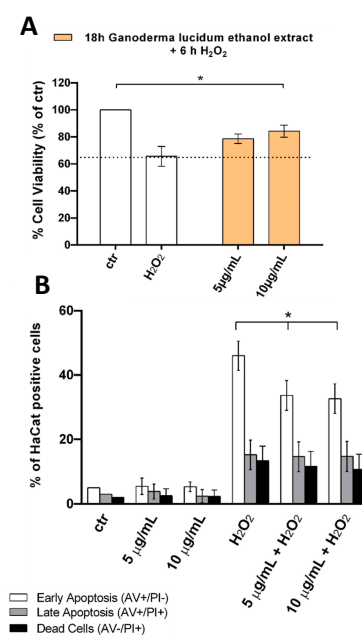 A
18h Ganoderma lucidum ethanol extract
+ 6 h H₂O₂
*
% Cell Viability (% of ctr)
120
100
80
60
40
20
0
ctr
H₂O₂
5µg/mL
10µg/mL
B
*
% of HaCat positive cells
60
40
20
0
ctr
5 µg/mL
10 µg/mL
H₂O₂
5 µg/mL + H₂O₂
10 µg/mL + H₂O₂
Early Apoptosis (AV+/PI-)
Late Apoptosis (AV+/PI+)
Dead Cells (AV-/PI+)